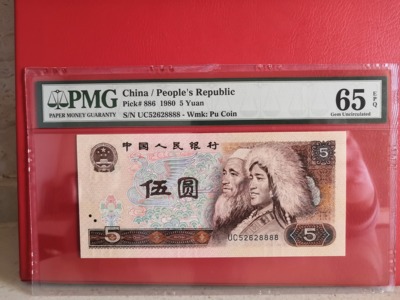 PMG
PAPER MONEY GUARANTY
China / People's Republic
Pick# 886 1980 5 Yuan
S/N UC52628888 - Wmk: Pu Coin
65 EPQ
Gem Uncirculated
中国人民银行
5
伍圆
5
UC52628888
5